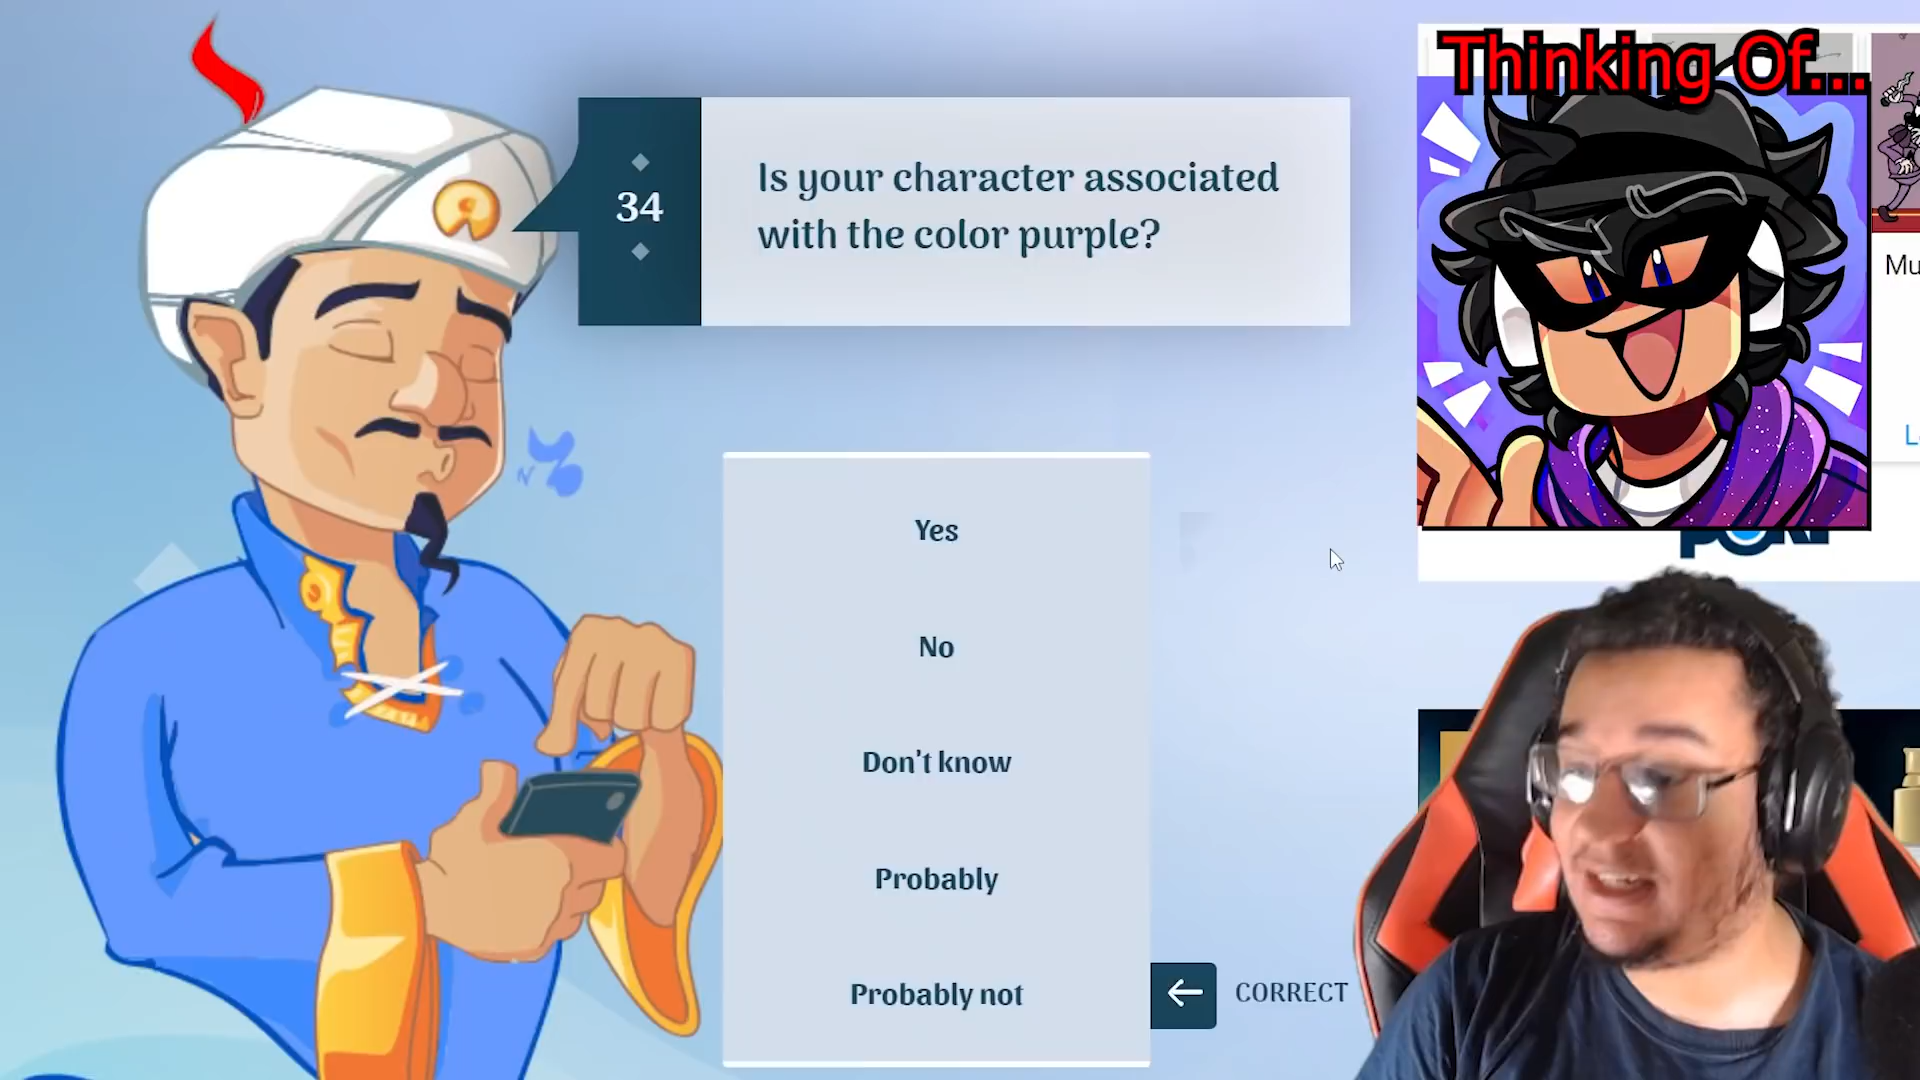 Thinking Of...
34
Is your character associated
with the color purple?
Mu
Yes
No
Don't know
Probably
Probably not
CORRECT